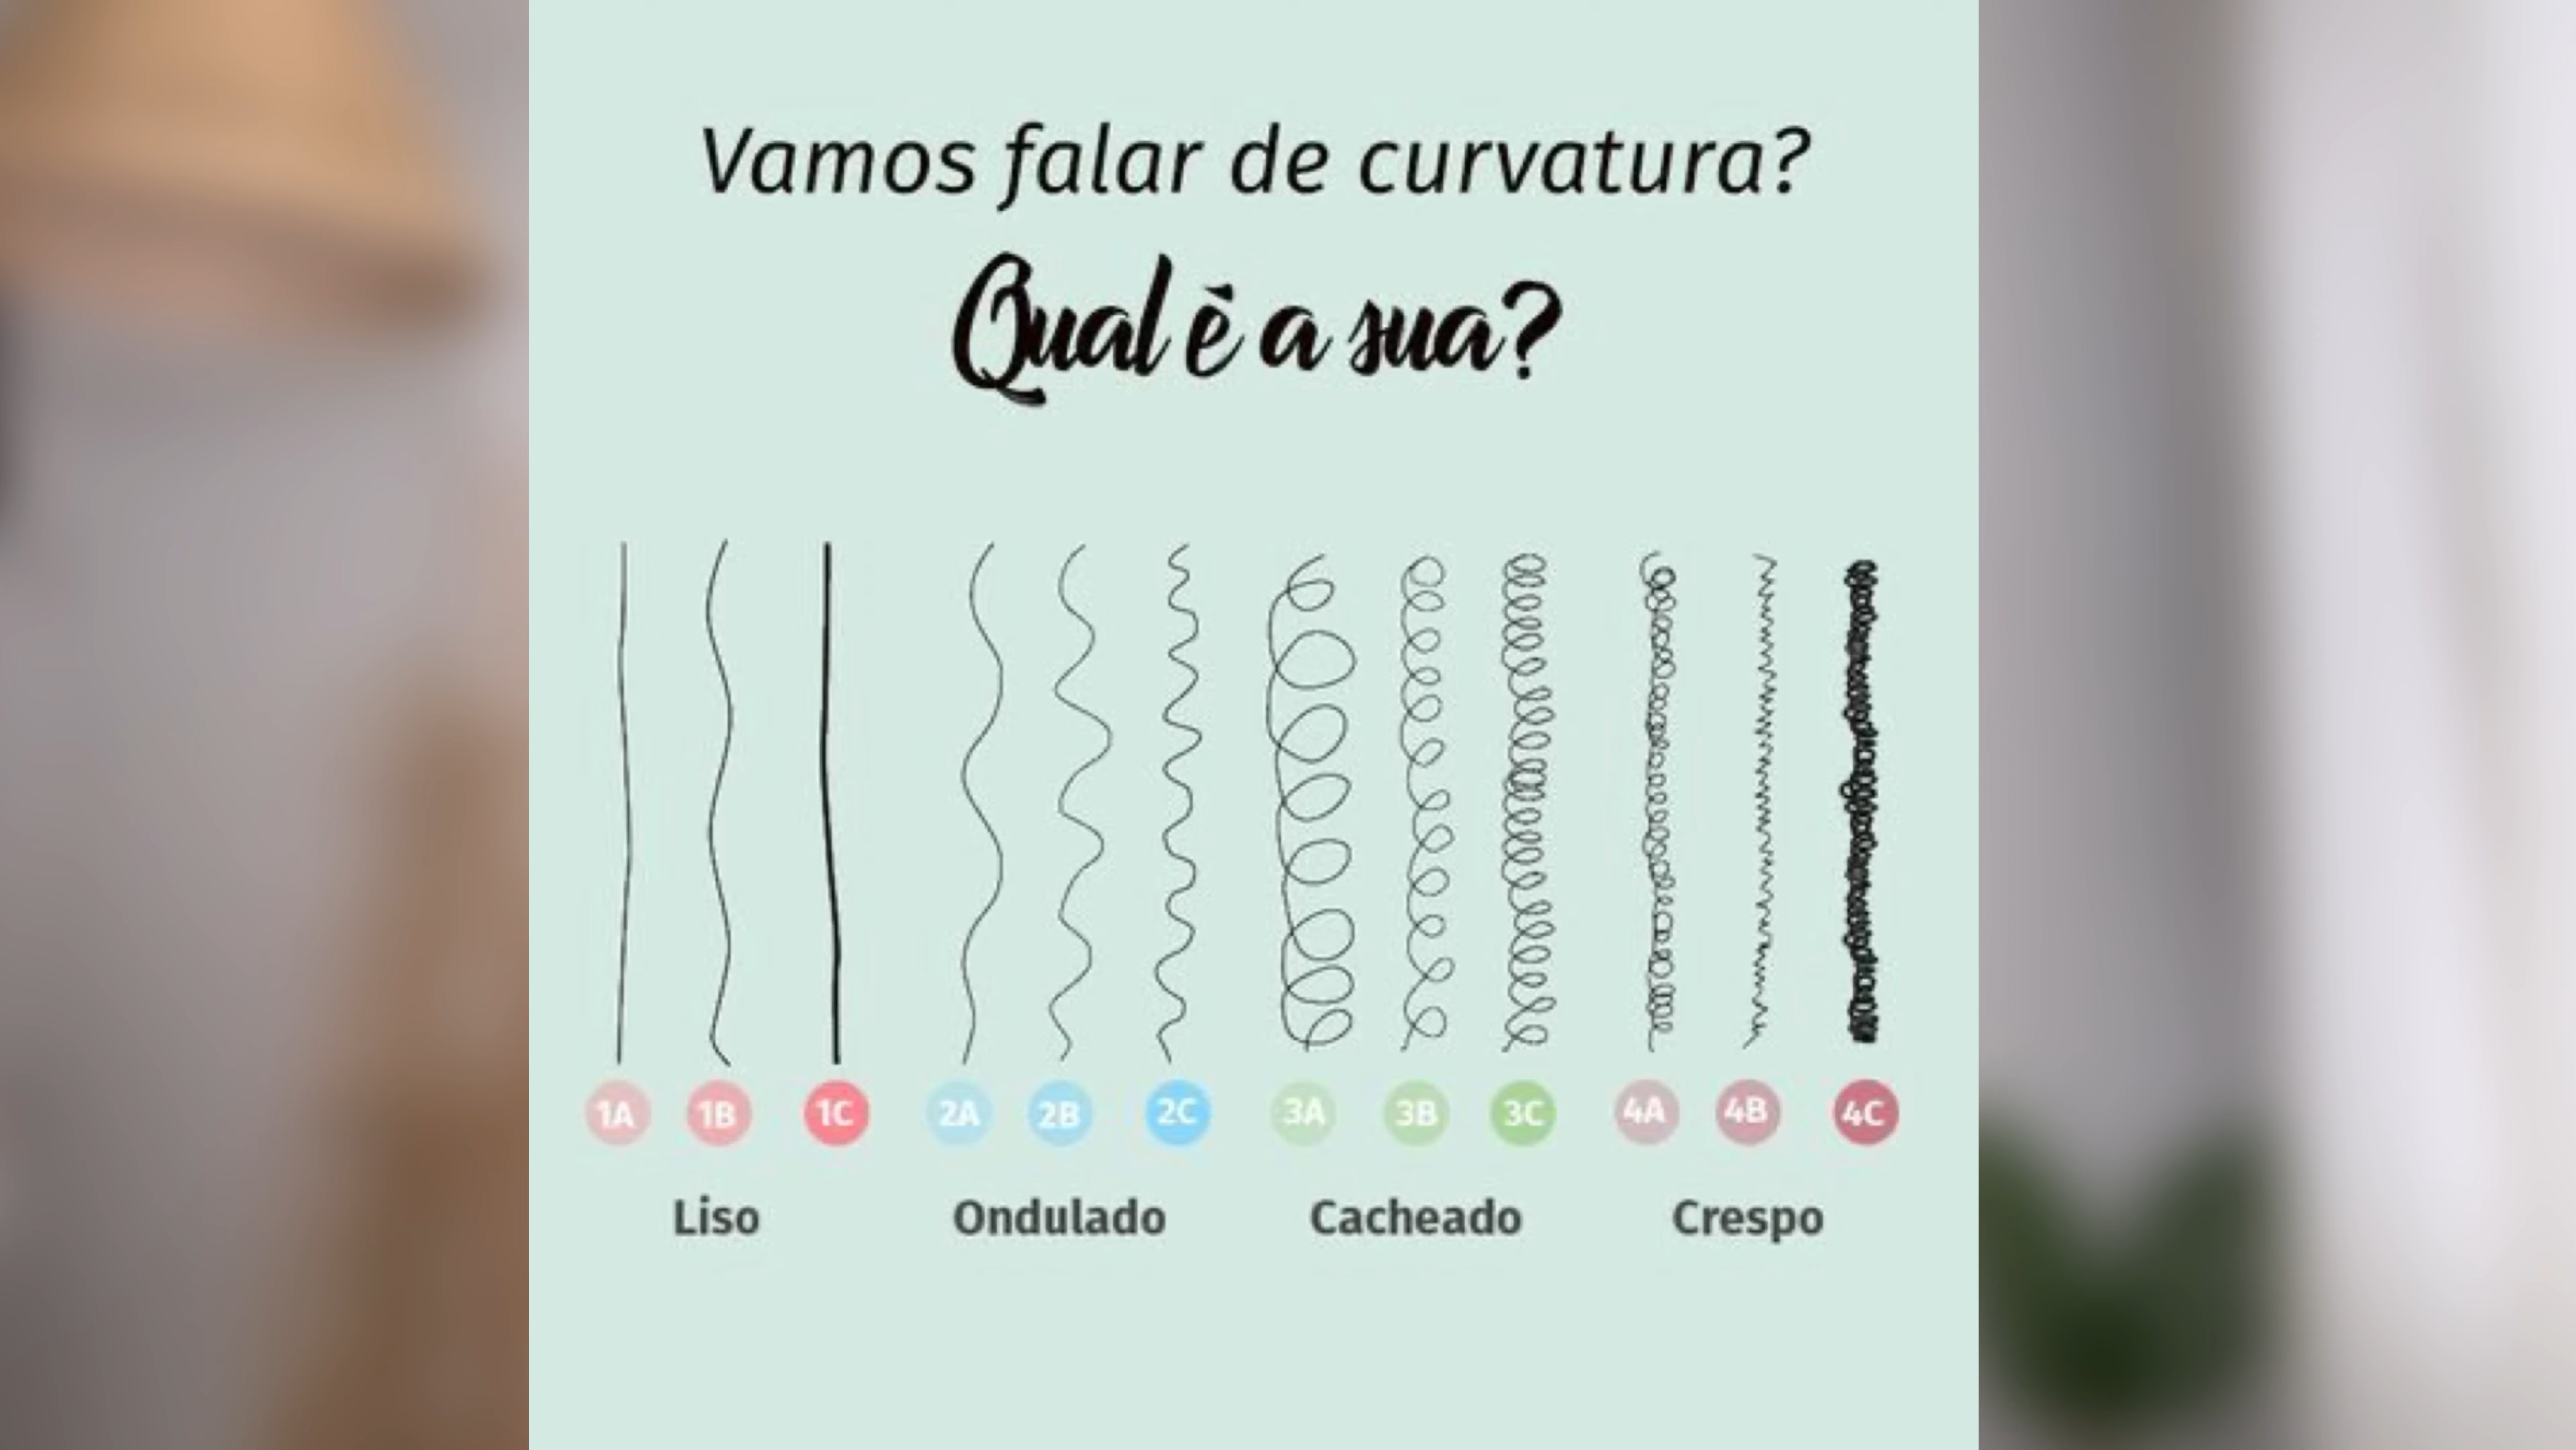 Vamos falar de curvatura?
Qual é a sua?
1A 1B 1C 2A 2B 2C 3A 3B 3C 4A 4B 4C
Liso Ondulado Cacheado Crespo